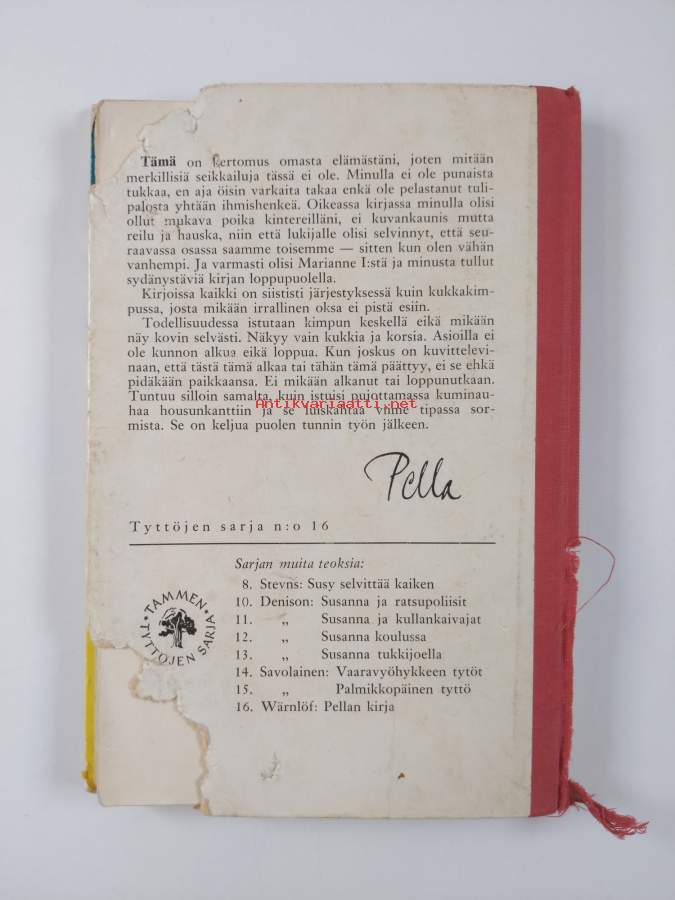 Tämä on kertomus omasta elämästäni, joten mitään
merkillisiä seikkailuja tässä ei ole. Minulla ei ole punaista
tukkaa, en aja öisin varkaita takaa enkä ole pelastanut tuli-
palosta yhtään ihmishenkeä. Oikeassa kirjassa minulla olisi
ollut mukava poika kintereilläni, ei kuvankaunis mutta
reilu ja hauska, niin että lukijalle olisi selvinnyt, että seu-
raavassa osassa saamme toisemme — sitten kun olen vähän
vanhempi. Ja varmasti olisi Marianne I:stä ja minusta tullut
sydänystäviä kirjan loppupuolella.
Kirjoissa kaikki on siististi järjestyksessä kuin kukkakim-
pussa, josta mikään irrallinen oksa ei pistä esiin.
Todellisuudessa istutaan kimpun keskellä eikä mikään
näy kovin selvästi. Näkyy vain kukkia ja korsia. Asioilla ei
ole kunnon alkua eikä loppua. Kun joskus on kuvittelevi-
naan, että tästä tämä alkaa tai tähän tämä päättyy, ei se ehkä
pidäkään paikkaansa. Ei mikään alkanut tai loppunutkaan.
Tuntuu silloin samalta, kuin istuisi pujottamassa kuminau-
haa housunkanttiin ja se luiskahtaa viime tipassa sor-
mista. Se on keljua puolen tunnin työn jälkeen.
Antikvariaatti.net
Pella
Tyttöjen sarja n:o 16
Sarjan muita teoksia:
8. Stevns: Susy selvittää kaiken
10. Denison: Susanna ja ratsupoliisit
11. „ Susanna ja kullankaivajat
12. „ Susanna koulussa
13. „ Susanna tukkijoella
14. Savolainen: Vaaravyöhykkeen tytöt
15. „ Palmikkopäinen tyttö
16. Wärnlöf: Pellan kirja
TAMMEN • TYTTÖJEN SARJA •